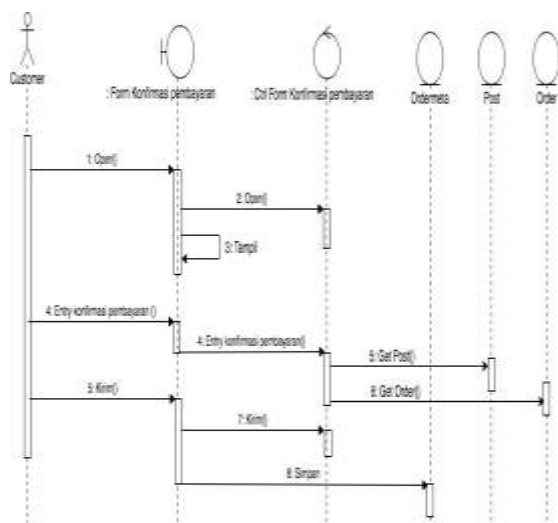 Customer
: Form Konfirmasi pembayaran
: Ctrl Form Konfirmasi pembayaran
Ordermeta
Post
Order
1: Open()
2: Open()
3: Tampil
4: Entry konfirmasi pembayaran ()
4: Entry konfirmasi pembayaran()
5: Get Post()
5: Kirim()
6: Get Order()
7: Kirim()
8: Simpan